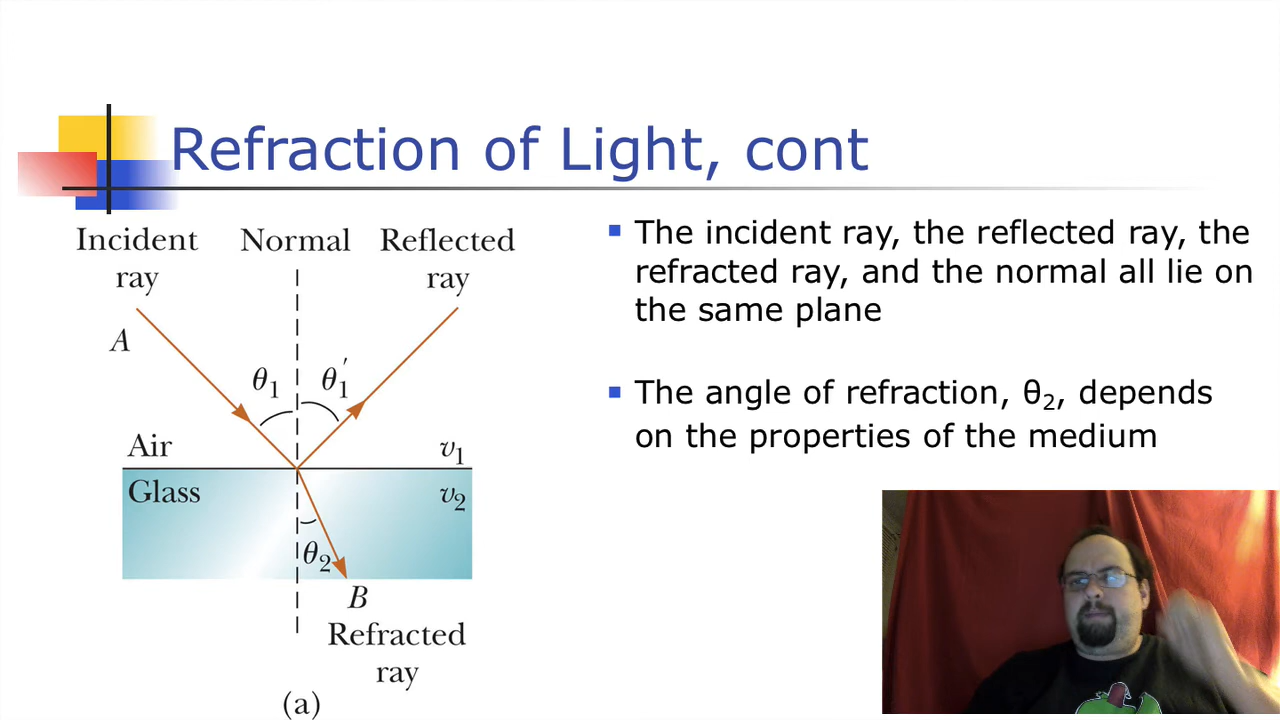 Refraction of Light, cont
Incident
ray
Normal
Reflected
ray
A
θ1
θ1′
Air
v1
Glass
v2
θ2
B
Refracted
ray
(a)
The incident ray, the reflected ray, the
refracted ray, and the normal all lie on
the same plane
The angle of refraction, θ2, depends
on the properties of the medium